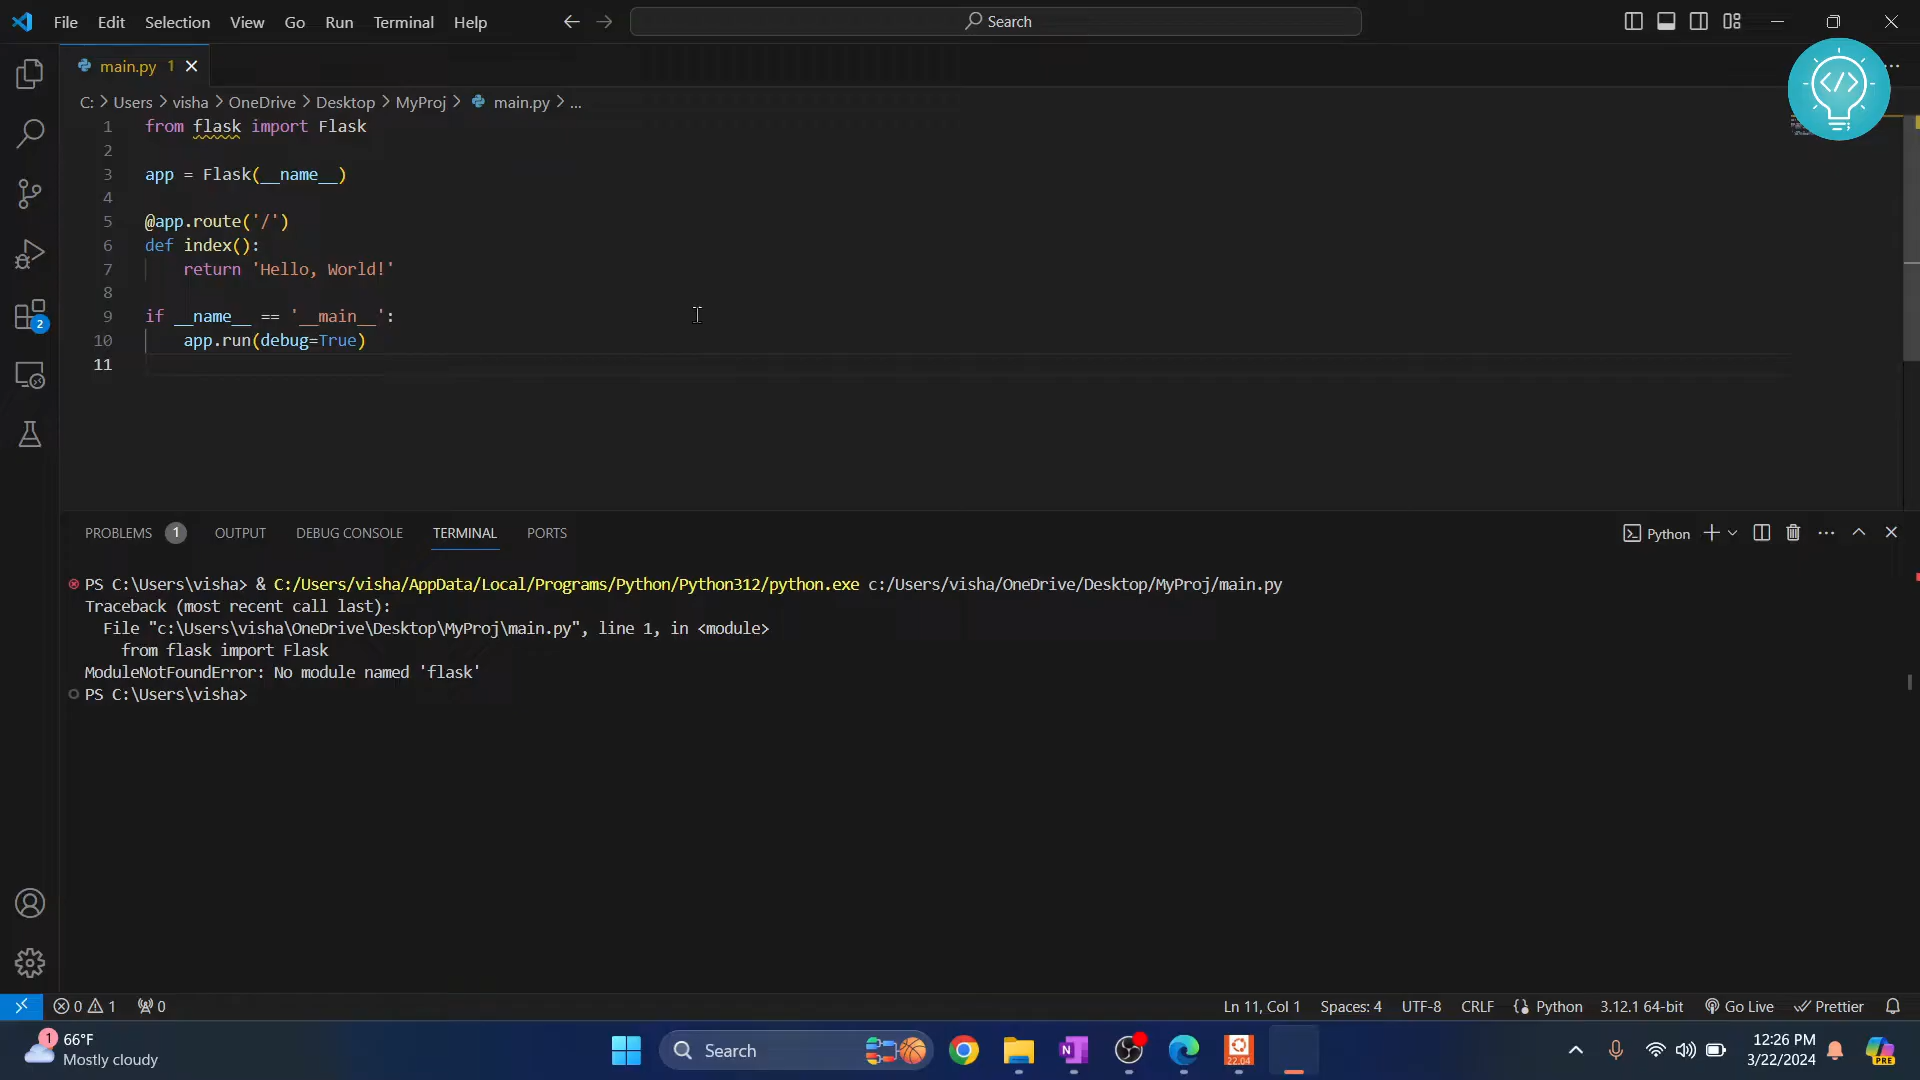 File Edit Selection View Go Run Terminal Help Search
main.py 1
C: > Users > visha > OneDrive > Desktop > MyProj > main.py > ...
1 from flask import Flask
2
3 app = Flask(__name__)
4
5 @app.route('/')
6 def index():
7 return 'Hello, World!'
8
9 if __name__ == '__main__':
10 app.run(debug=True)
11
</>
2
PROBLEMS 1 OUTPUT DEBUG CONSOLE TERMINAL PORTS Python
PS C:\Users\visha> & C:/Users/visha/AppData/Local/Programs/Python/Python312/python.exe c:/Users/visha/OneDrive/Desktop/MyProj/main.py
Traceback (most recent call last):
File "c:\Users\visha\OneDrive\Desktop\MyProj\main.py", line 1, in <module>
from flask import Flask
ModuleNotFoundError: No module named 'flask'
PS C:\Users\visha>
0 1 0 Ln 11, Col 1 Spaces: 4 UTF-8 CRLF Python 3.12.1 64-bit Go Live Prettier
1 66°F
Mostly cloudy
Search
N
22.04
12:26 PM
3/22/2024
PRE